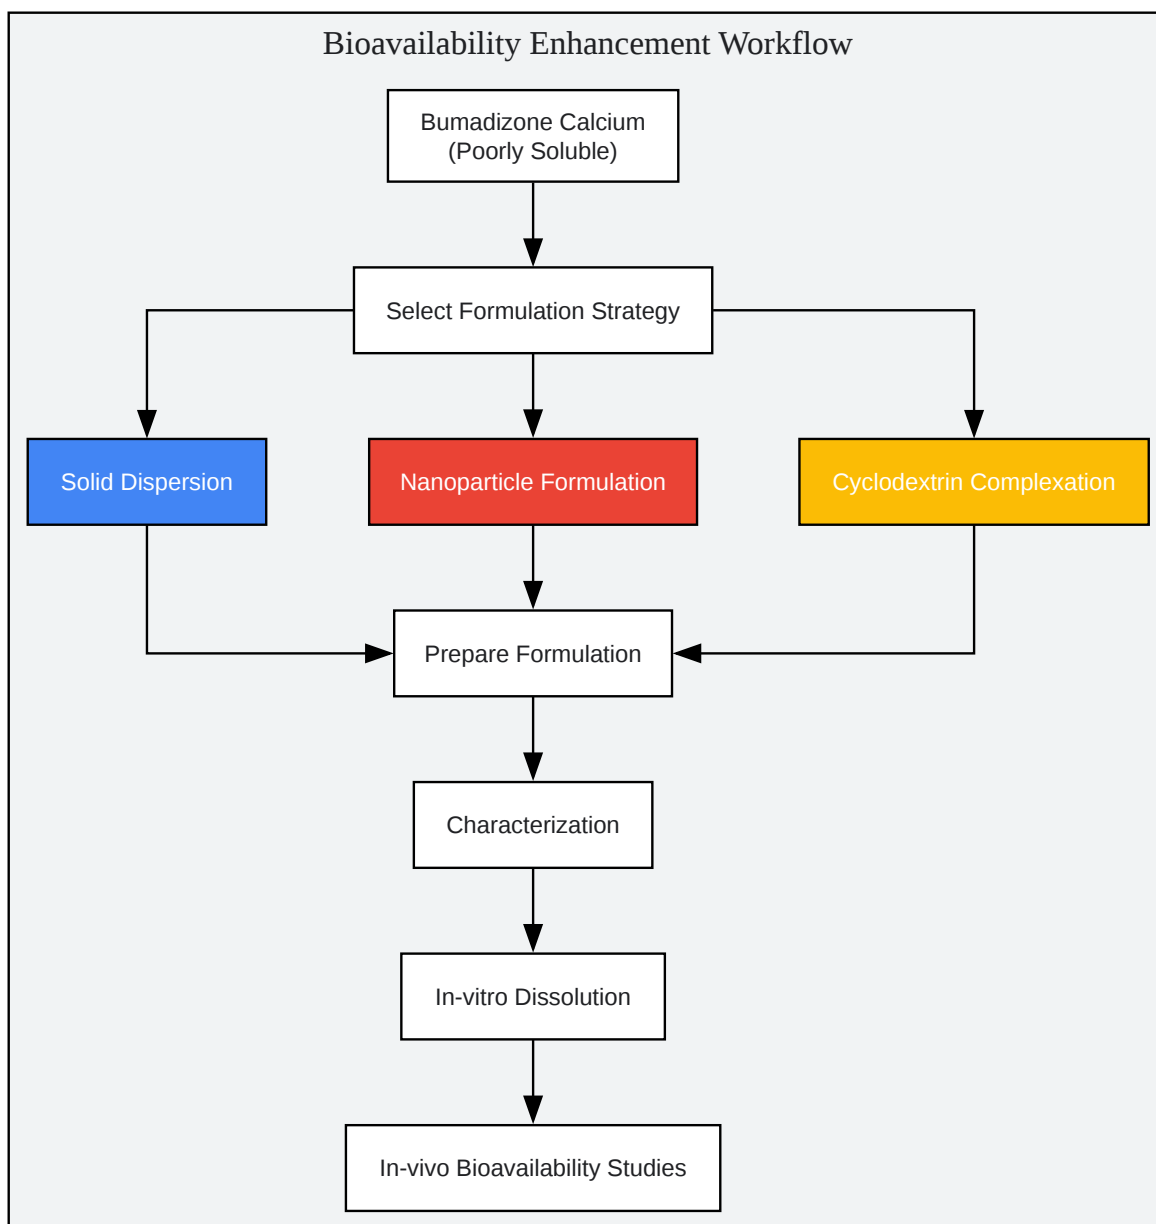 Bioavailability Enhancement Workflow
Bumadizone Calcium
(Poorly Soluble)
Select Formulation Strategy
Solid Dispersion
Nanoparticle Formulation
Cyclodextrin Complexation
Prepare Formulation
Characterization
In-vitro Dissolution
In-vivo Bioavailability Studies